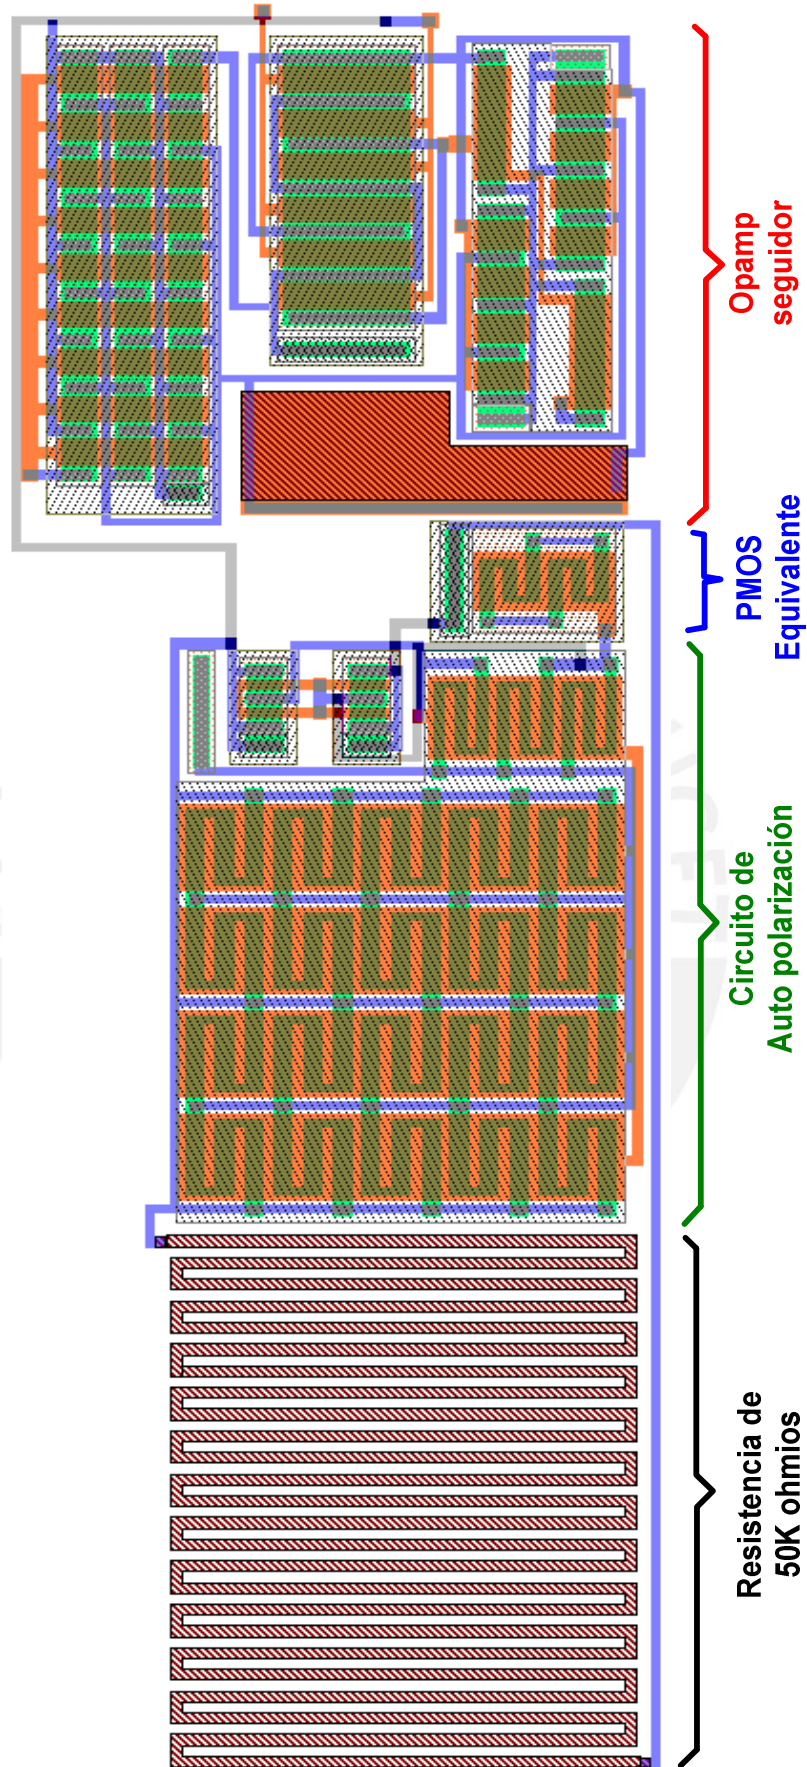 Opamp
seguidor
PMOS
Equivalente
Circuito de
Auto polarización
Resistencia de
50K ohmios